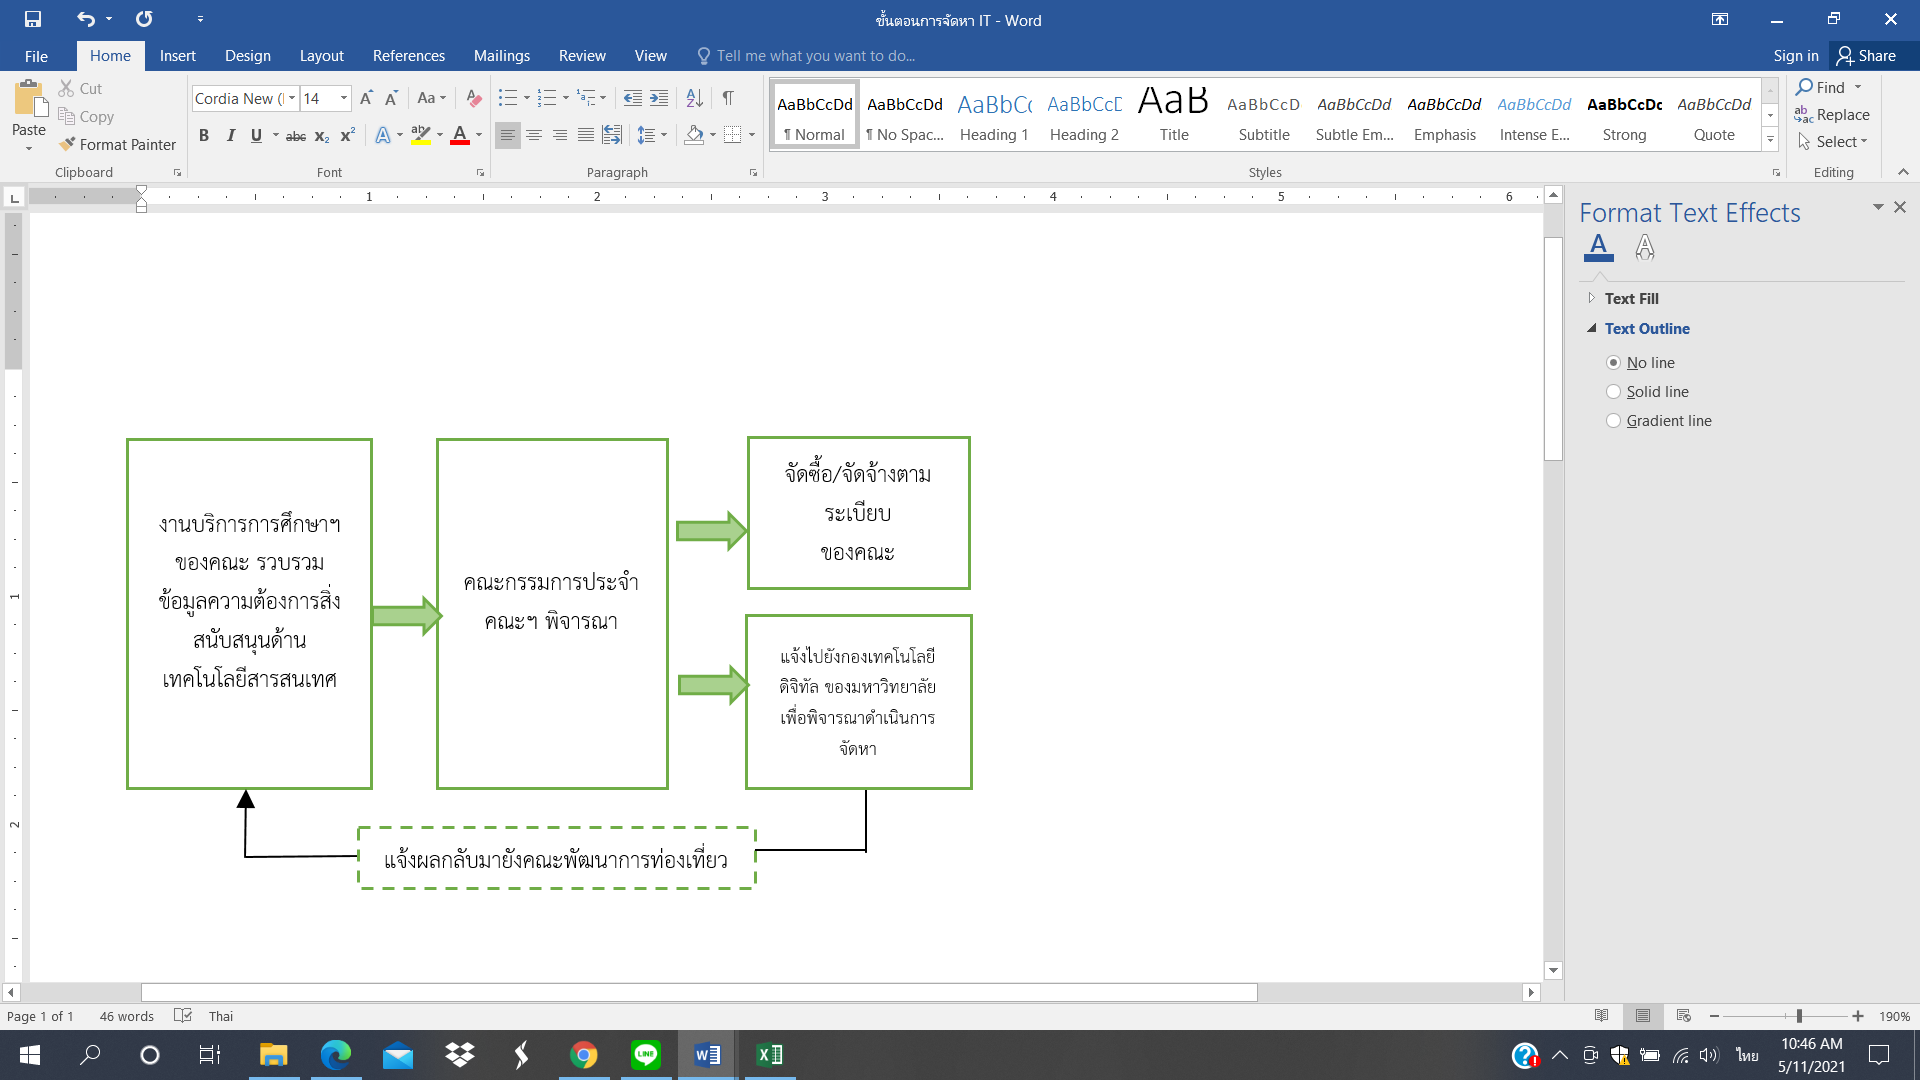 ขั้นตอนการจัดหา IT - Word
File
Home
Insert
Design
Layout
References
Mailings
Review
View
Tell me what you want to do...
Sign in
Share
Paste
Cut
Copy
Format Painter
Clipboard
Cordia New (
14
Aa
B I U abc x₂ x²
A
Font
Paragraph
AaBbCcDd
¶ Normal
AaBbCcDd
¶ No Spac...
AaBbCc
Heading 1
AaBbCcD
Heading 2
AaB
Title
AaBbCcD
Subtitle
AaBbCcDd
Subtle Em...
AaBbCcDd
Emphasis
AaBbCcDd
Intense E...
AaBbCcDc
Strong
AaBbCcDd
Quote
Styles
Find
Replace
Select
Editing
1 2 3 4 5 6
Format Text Effects
Text Fill
Text Outline
No line
Solid line
Gradient line
งานบริการการศึกษาฯ
ของคณะ รวบรวม
ข้อมูลความต้องการสิ่ง
สนับสนุนด้าน
เทคโนโลยีสารสนเทศ
คณะกรรมการประจำ
คณะฯ พิจารณา
จัดซื้อ/จัดจ้างตาม
ระเบียบ
ของคณะ
แจ้งไปยังกองเทคโนโลยี
ดิจิทัล ของมหาวิทยาลัย
เพื่อพิจารณาดำเนินการ
จัดหา
แจ้งผลกลับมายังคณะพัฒนาการท่องเที่ยว
1
2
Page 1 of 1
46 words
Thai
190%
LINE
ไทย
10:46 AM
5/11/2021